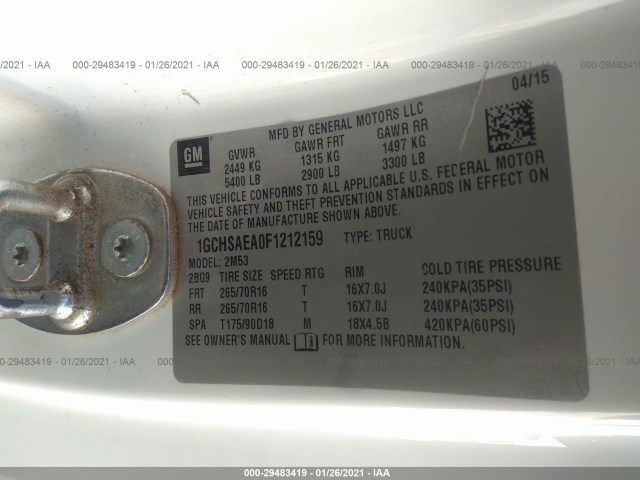 000-29483419 - 01/26/2021 - IAA
04/15
GM
MFD BY GENERAL MOTORS LLC
GVWR GAWR FRT GAWR RR
2449 KG 1315 KG 1497 KG
5400 LB 2900 LB 3300 LB
THIS VEHICLE CONFORMS TO ALL APPLICABLE U.S. FEDERAL MOTOR
VEHICLE SAFETY AND THEFT PREVENTION STANDARDS IN EFFECT ON
THE DATE OF MANUFACTURE SHOWN ABOVE.
1GCHSAEA0F1212159 TYPE: TRUCK
MODEL: 2M53
2BG9 TIRE SIZE SPEED RTG RIM COLD TIRE PRESSURE
FRT 265/70R16 T 16X7.0J 240KPA(35PSI)
RR 265/70R16 T 16X7.0J 240KPA(35PSI)
SPA T175/90D18 M 18X4.5B 420KPA(60PSI)
SEE OWNER'S MANUAL FOR MORE INFORMATION.
000-29483419 - 01/26/2021 - IAA